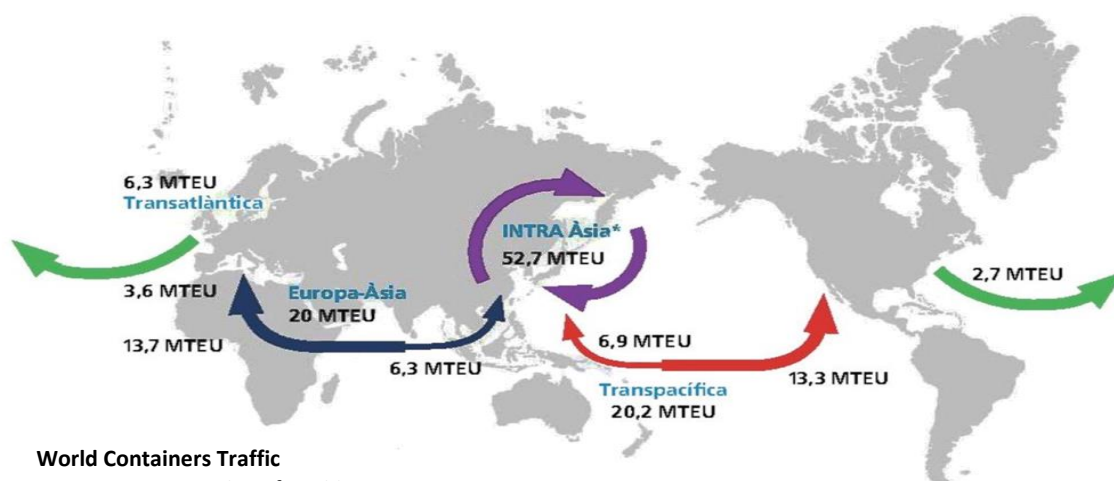 6,3 MTEU
Transatlàntica
3,6 MTEU
13,7 MTEU
Europa-Àsia
20 MTEU
6,3 MTEU
INTRA Àsia*
52,7 MTEU
6,9 MTEU
Transpacífica
20,2 MTEU
13,3 MTEU
2,7 MTEU
World Containers Traffic